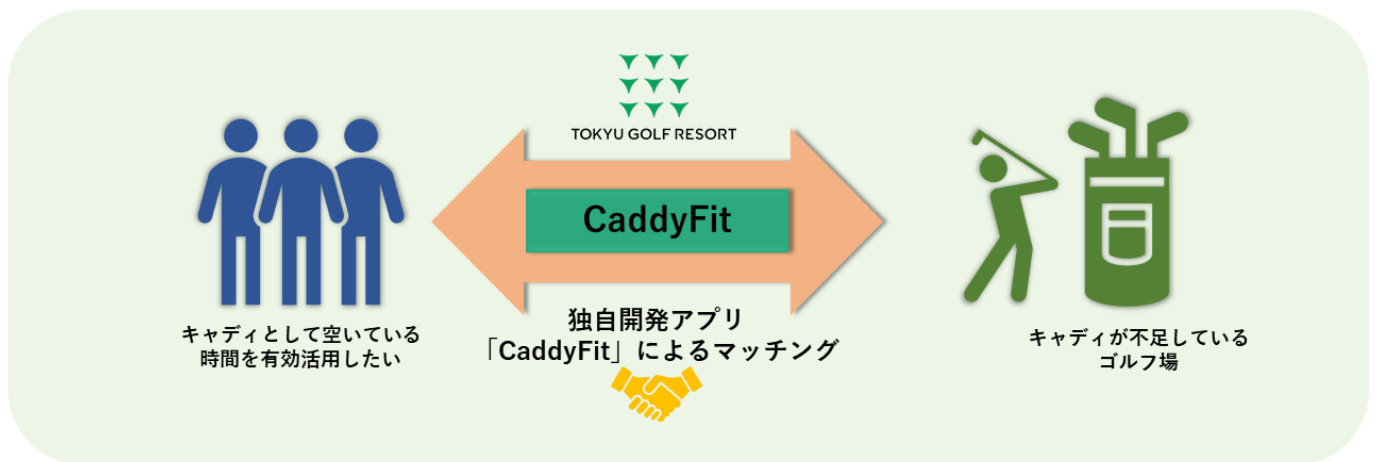 TOKYU GOLF RESORT
CaddyFit
独自開発アプリ
「CaddyFit」によるマッチング
キャディとして空いている
時間を有効活用したい
キャディが不足している
ゴルフ場